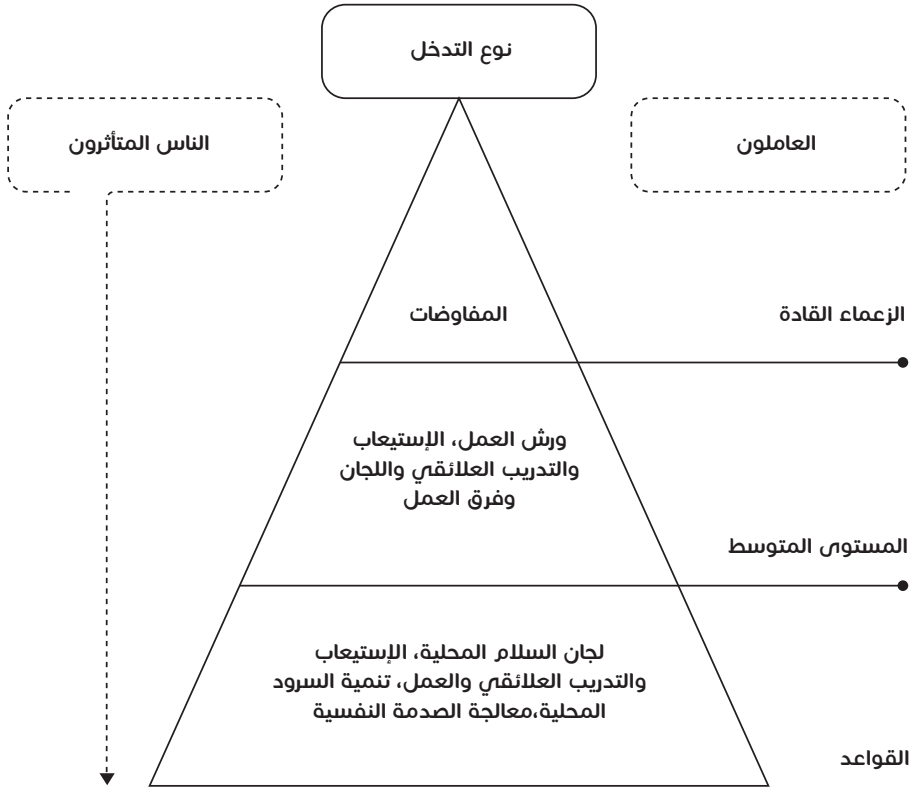 نوع التدخل
العاملون
الناس المتأثرون
الزعماء القادة
المفاوضات
ورش العمل، الإستيعاب
والتدريب العلائقي واللجان
وفرق العمل
المستوى المتوسط
لجان السلام المحلية، الإستيعاب
والتدريب العلائقي والعمل، تنمية السرود
المحلية،معالجة الصدمة النفسية
القواعد